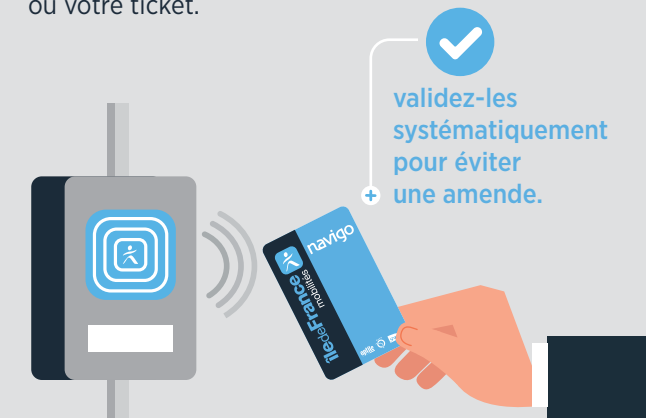 ou votre ticket.
validez-les
systématiquement
pour éviter
une amende.
navigo
îledeFrance
mobilités